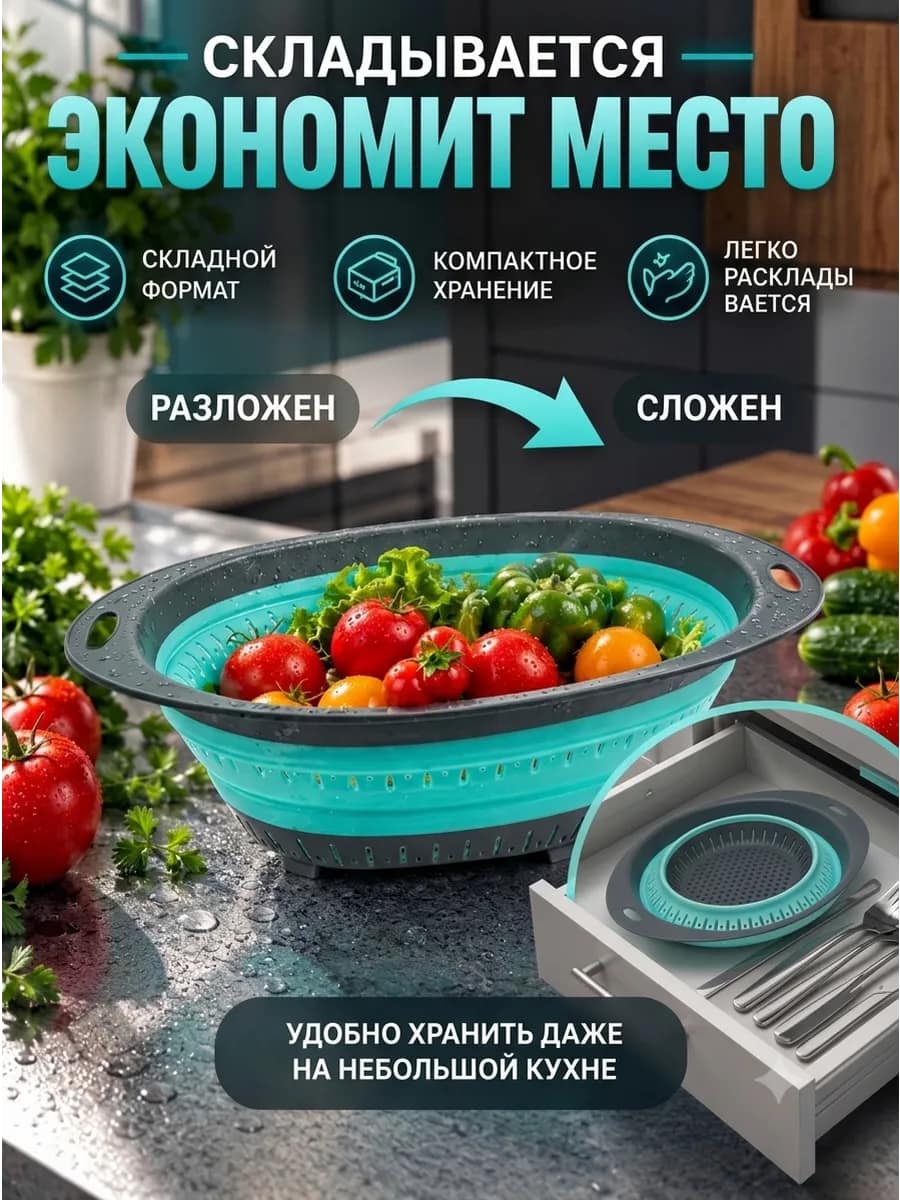 СКЛАДЫВАЕТСЯ
ЭКОНОМИТ МЕСТО
СКЛАДНОЙ
ФОРМАТ
КОМПАКТНОЕ
ХРАНЕНИЕ
ЛЕГКО
РАСКЛАДЫ
ВАЕТСЯ
РАЗЛОЖЕН
СЛОЖЕН
УДОБНО ХРАНИТЬ ДАЖЕ
НА НЕБОЛЬШОЙ КУХНЕ